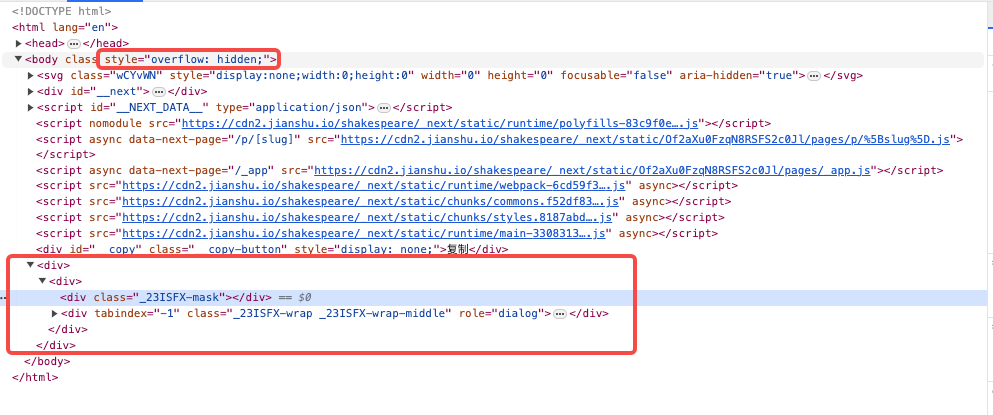 <!DOCTYPE html>
<html lang="en">
<head>…</head>
<body class style="overflow: hidden;">
<svg class="wCYvWN" style="display:none;width:0;height:0" width="0" height="0" focusable="false" aria-hidden="true">…</svg>
<div id="__next">…</div>
<script id="__NEXT_DATA__" type="application/json">…</script>
<script nomodule src="https://cdn2.jianshu.io/shakespeare/_next/static/runtime/polyfills-83c9f0e….js"></script>
<script async data-next-page="/p/[slug]" src="https://cdn2.jianshu.io/shakespeare/_next/static/Of2aXu0FzqN8RSFS2c0Jl/pages/p/%5Bslug%5D.js">
</script>
<script async data-next-page="/_app" src="https://cdn2.jianshu.io/shakespeare/_next/static/Of2aXu0FzqN8RSFS2c0Jl/pages/_app.js"></script>
<script src="https://cdn2.jianshu.io/shakespeare/_next/static/runtime/webpack-6cd59f3….js" async></script>
<script src="https://cdn2.jianshu.io/shakespeare/_next/static/chunks/commons.f52df83….js" async></script>
<script src="https://cdn2.jianshu.io/shakespeare/_next/static/chunks/styles.8187abd….js" async></script>
<script src="https://cdn2.jianshu.io/shakespeare/_next/static/runtime/main-3308313….js" async></script>
<div id="__copy" class="__copy-button" style="display: none;">复制</div>
<div>
<div>
<div class="_23ISFX-mask"></div> == $0
<div tabindex="-1" class="_23ISFX-wrap _23ISFX-wrap-middle" role="dialog">…</div>
</div>
</div>
</body>
</html>